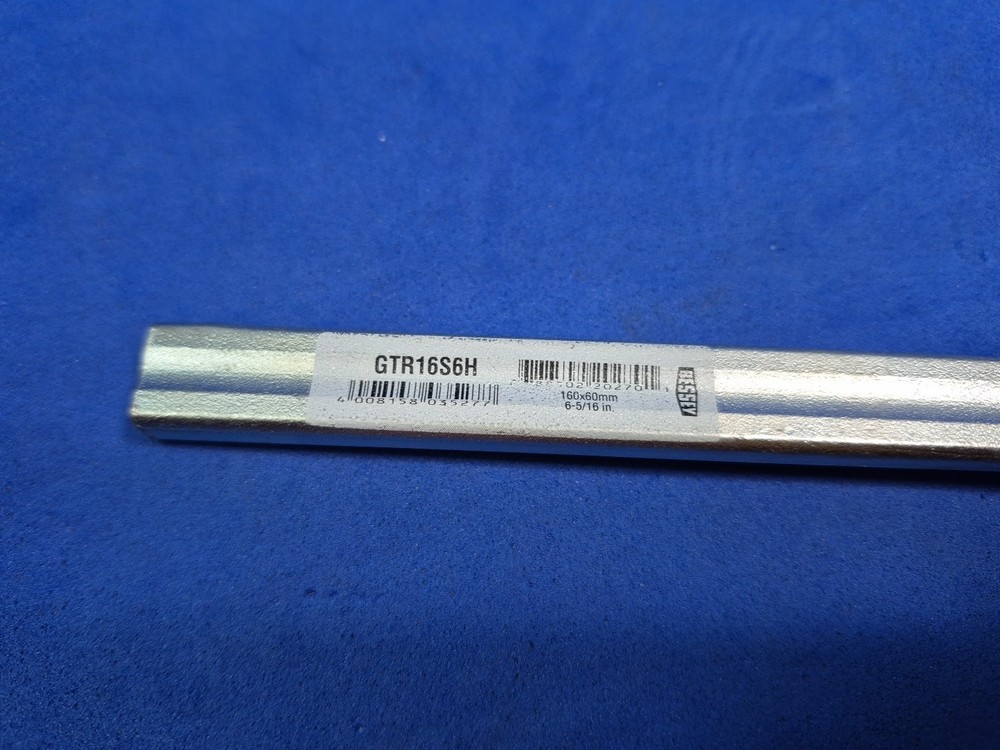 GTR16S6H
4 008158 035277
160x60mm
6-5/16 in.
BESSEY